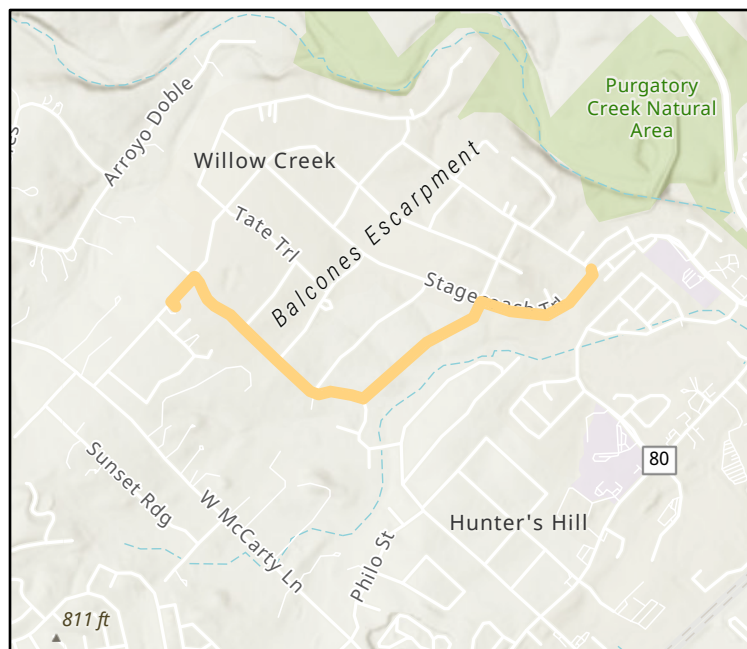 Purgatory
Creek Natural
Area
Arroyo Doble
Willow Creek
Tate Trl
Balcones Escarpment
Stagecoach Trl
80
Sunset Rdg
W McCarty Ln
Hunter's Hill
Philo St
811 ft